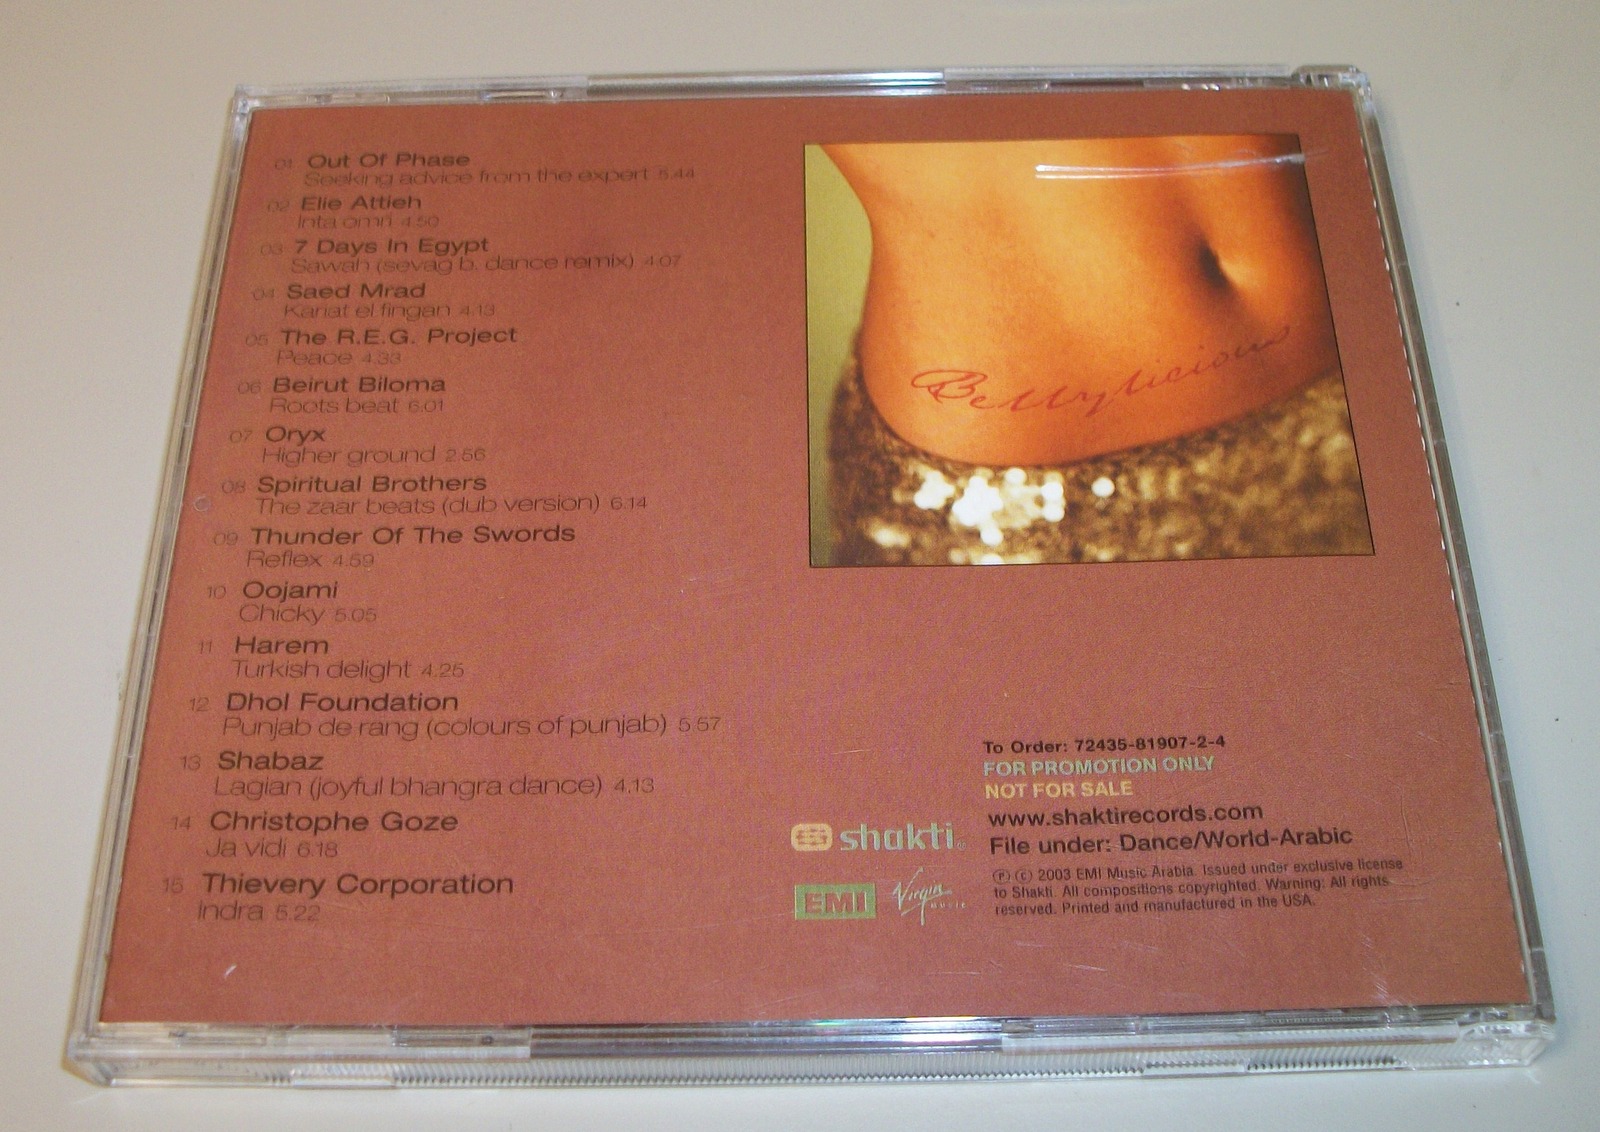 01 Out Of Phase
Seeking advice from the expert 5.44
02 Elie Attieh
Inta omri 4.50
03 7 Days In Egypt
Sawah (sevag b. dance remix) 4.07
04 Saed Mrad
Kariat el fingan 4.13
05 The R.E.G. Project
Peace 4.33
06 Beirut Biloma
Roots beat 6.01
07 Oryx
Higher ground 2.56
08 Spiritual Brothers
The zaar beats (dub version) 6.14
09 Thunder Of The Swords
Reflex 4.59
10 Oojami
Chicky 5.05
11 Harem
Turkish delight 4.25
12 Dhol Foundation
Punjab de rang (colours of punjab) 5.57
13 Shabaz
Lagian (joyful bhangra dance) 4.13
14 Christophe Goze
Ja vidi 6.18
15 Thievery Corporation
Indra 5.22
Bellylicious
To Order: 72435-81907-2-4
FOR PROMOTION ONLY
NOT FOR SALE
www.shaktirecords.com
File under: Dance/World-Arabic
℗ © 2003 EMI Music Arabia. Issued under exclusive license
to Shakti. All compositions copyrighted. Warning: All rights
reserved. Printed and manufactured in the USA.
shakti
EMI
Virgin
music